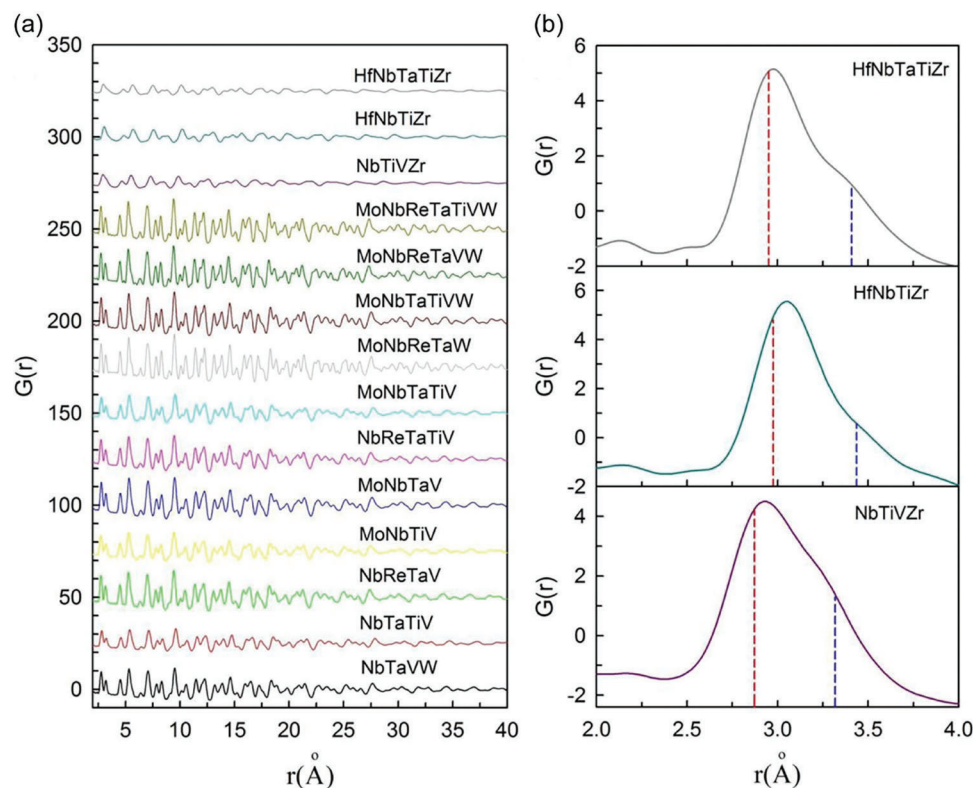 (a)
350
300
250
200
150
100
50
0
G(r)
HfNbTaTiZr
HfNbTiZr
NbTiVZr
MoNbReTaTiVW
MoNbReTaVW
MoNbTaTiVW
MoNbReTaW
MoNbTaTiV
NbReTaTiV
MoNbTaV
MoNbTiV
NbReTaV
NbTaTiV
NbTaVW
5 10 15 20 25 30 35 40
r(Å)
(b)
6
4
2
0
-2
G(r)
HfNbTaTiZr
4
2
0
-2
G(r)
HfNbTiZr
4
2
0
-2
G(r)
NbTiVZr
2.0 2.5 3.0 3.5 4.0
r(Å)